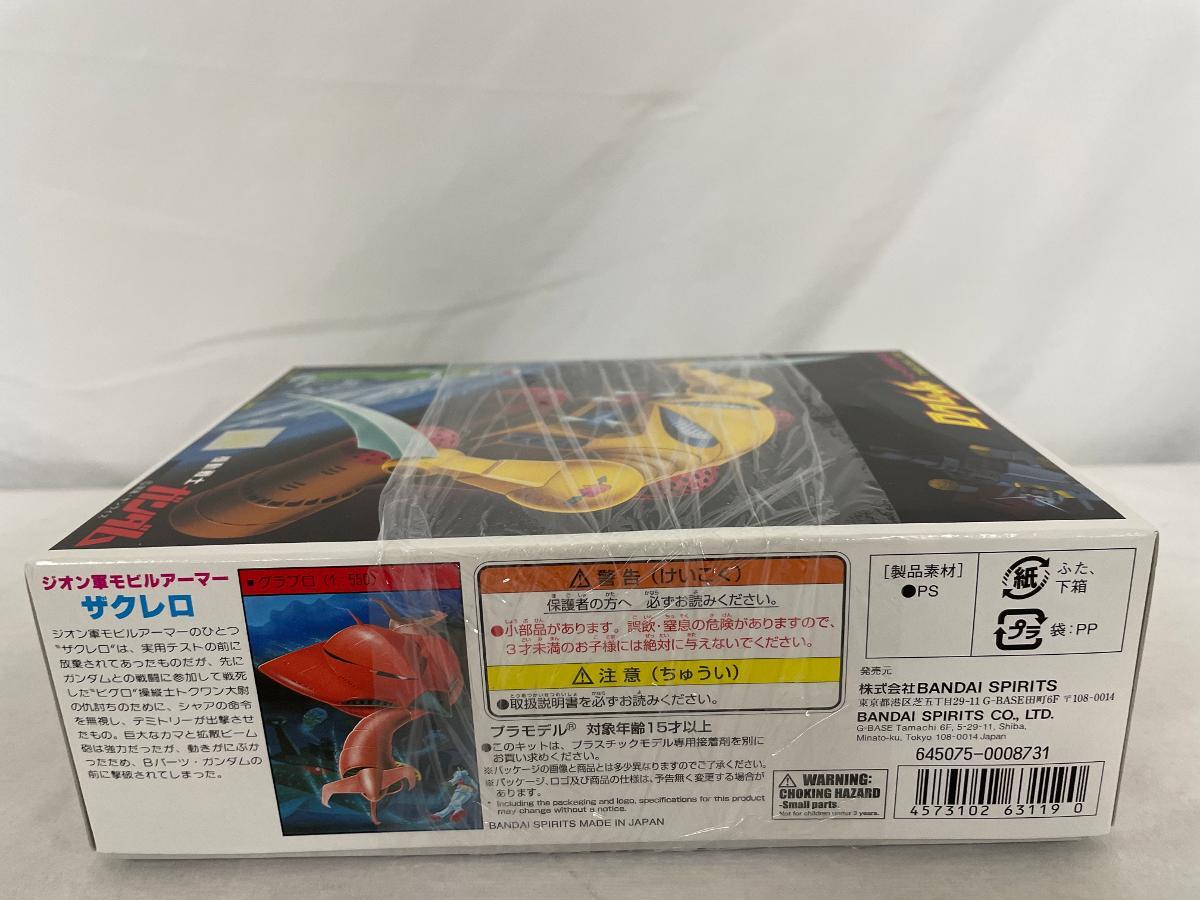 機動戦士
ガンダム
ザクレロ
ジオン軍モビルアーマー
ザクレロ
ジオン軍モビルアーマーのひとつ
"ザクレロ"は、実用テストの前に
放棄されてあったものだが、先に
ガンダムとの戦闘に参加して戦死
した"ビグロ"操縦士トクワン大尉
の仇討ちのために、シャアの命令
を無視し、デミトリーが出撃させ
たもの。巨大なカマと拡散ビーム
砲は強力だったが、動きがにぶか
ったため、Bパーツ・ガンダムの
前に撃破されてしまった。
■グラブロ(1:550)
警告(けいこく)
保護者の方へ 必ずお読みください。
●小部品があります。誤飲・窒息の危険がありますので、
3才未満のお子様には絶対に与えないでください。
注意(ちゅうい)
●取扱説明書を必ずお読みください。
プラモデル® 対象年齢15才以上
●このキットは、プラスチックモデル専用接着剤を別に
お買い求めください。
※パッケージの画像と商品とは多少異なりますのでご了承ください。
※パッケージ、ロゴ及び商品の仕様は、予告無く変更する場合が
あります。
* Including the packaging and logo, specifications for this product
may change without a notice.
BANDAI SPIRITS MADE IN JAPAN
WARNING:
CHOKING HAZARD
-Small parts.
Not for children under 3 years.
[製品素材]
●PS
紙 ふた、
下箱
プラ 袋:PP
発売元
株式会社BANDAI SPIRITS
東京都港区芝五丁目29-11 G-BASE田町6F 〒108-0014
BANDAI SPIRITS CO., LTD.
G-BASE Tamachi 6F, 5-29-11, Shiba,
Minato-ku, Tokyo 108-0014 Japan
645075-0008731
4573102 63119 0